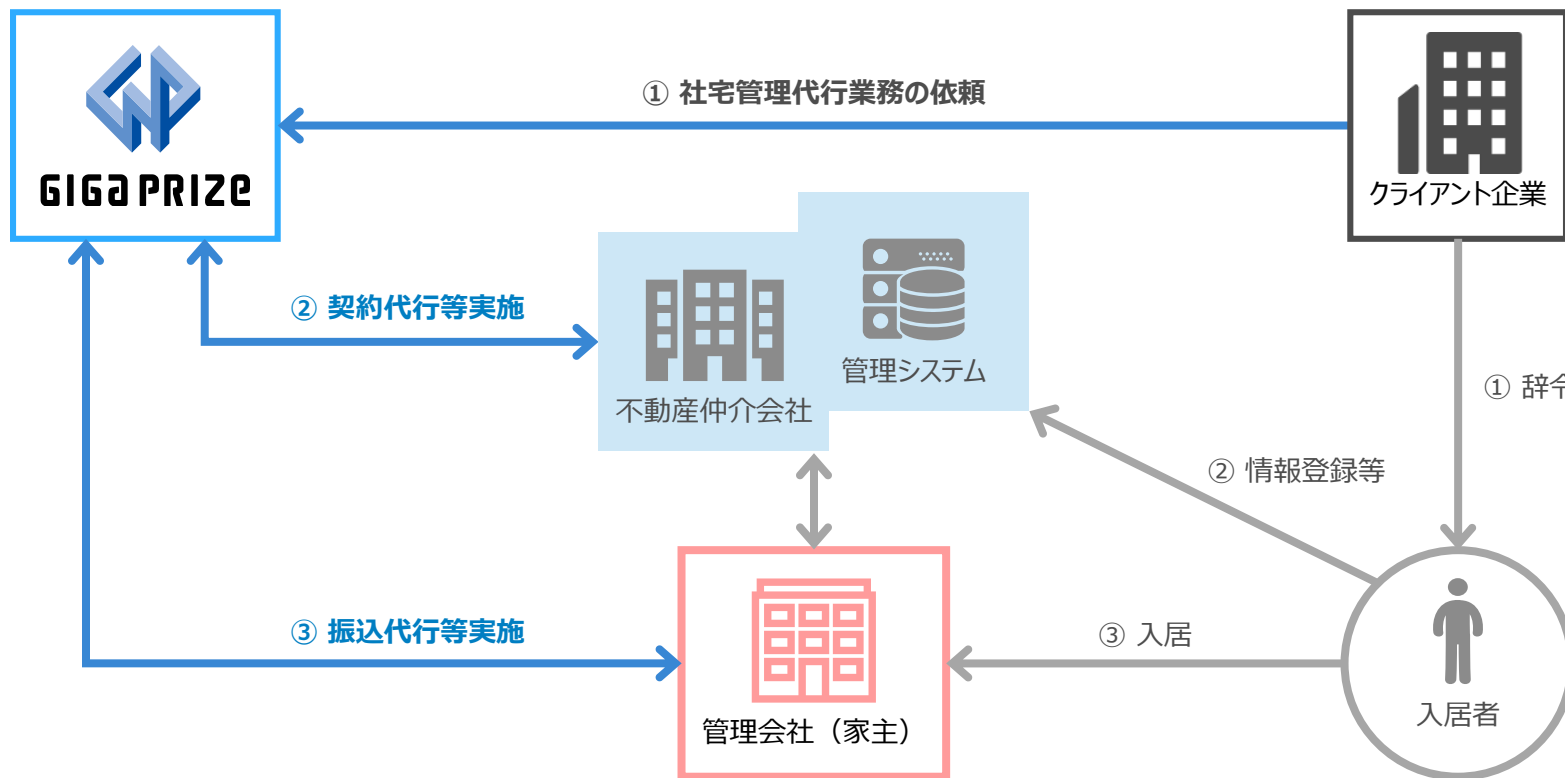 ① 社宅管理代行業務の依頼
GIGA PRIZE
クライアント企業
② 契約代行等実施
管理システム
不動産仲介会社
① 辞令
② 情報登録等
③ 振込代行等実施
③ 入居
管理会社（家主）
入居者